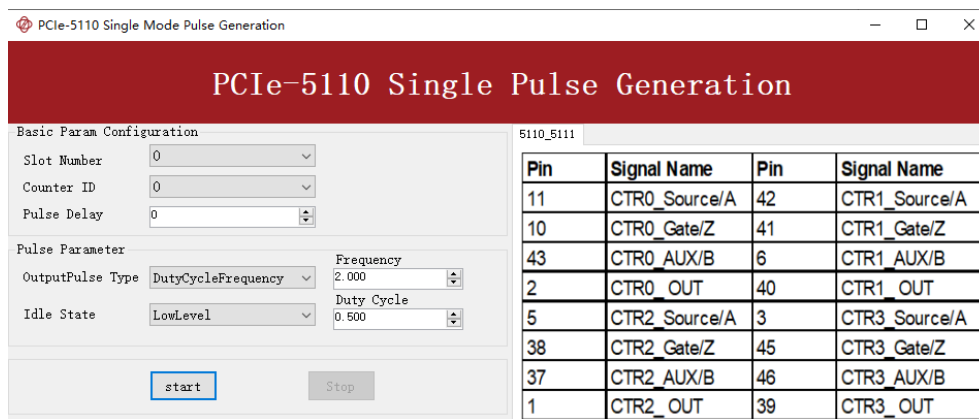 PCIe-5110 Single Mode Pulse Generation
PCIe-5110 Single Pulse Generation
Basic Param Configuration
Slot Number 0
Counter ID 0
Pulse Delay 0
Pulse Parameter
OutputPulse Type DutyCycleFrequency
Frequency
2.000
Idle State LowLevel
Duty Cycle
0.500
start Stop
5110_5111
Pin Signal Name Pin Signal Name
11 CTR0_Source/A 42 CTR1_Source/A
10 CTR0_Gate/Z 41 CTR1_Gate/Z
43 CTR0_AUX/B 6 CTR1_AUX/B
2 CTR0_OUT 40 CTR1_OUT
5 CTR2_Source/A 3 CTR3_Source/A
38 CTR2_Gate/Z 45 CTR3_Gate/Z
37 CTR2_AUX/B 46 CTR3_AUX/B
1 CTR2_OUT 39 CTR3_OUT